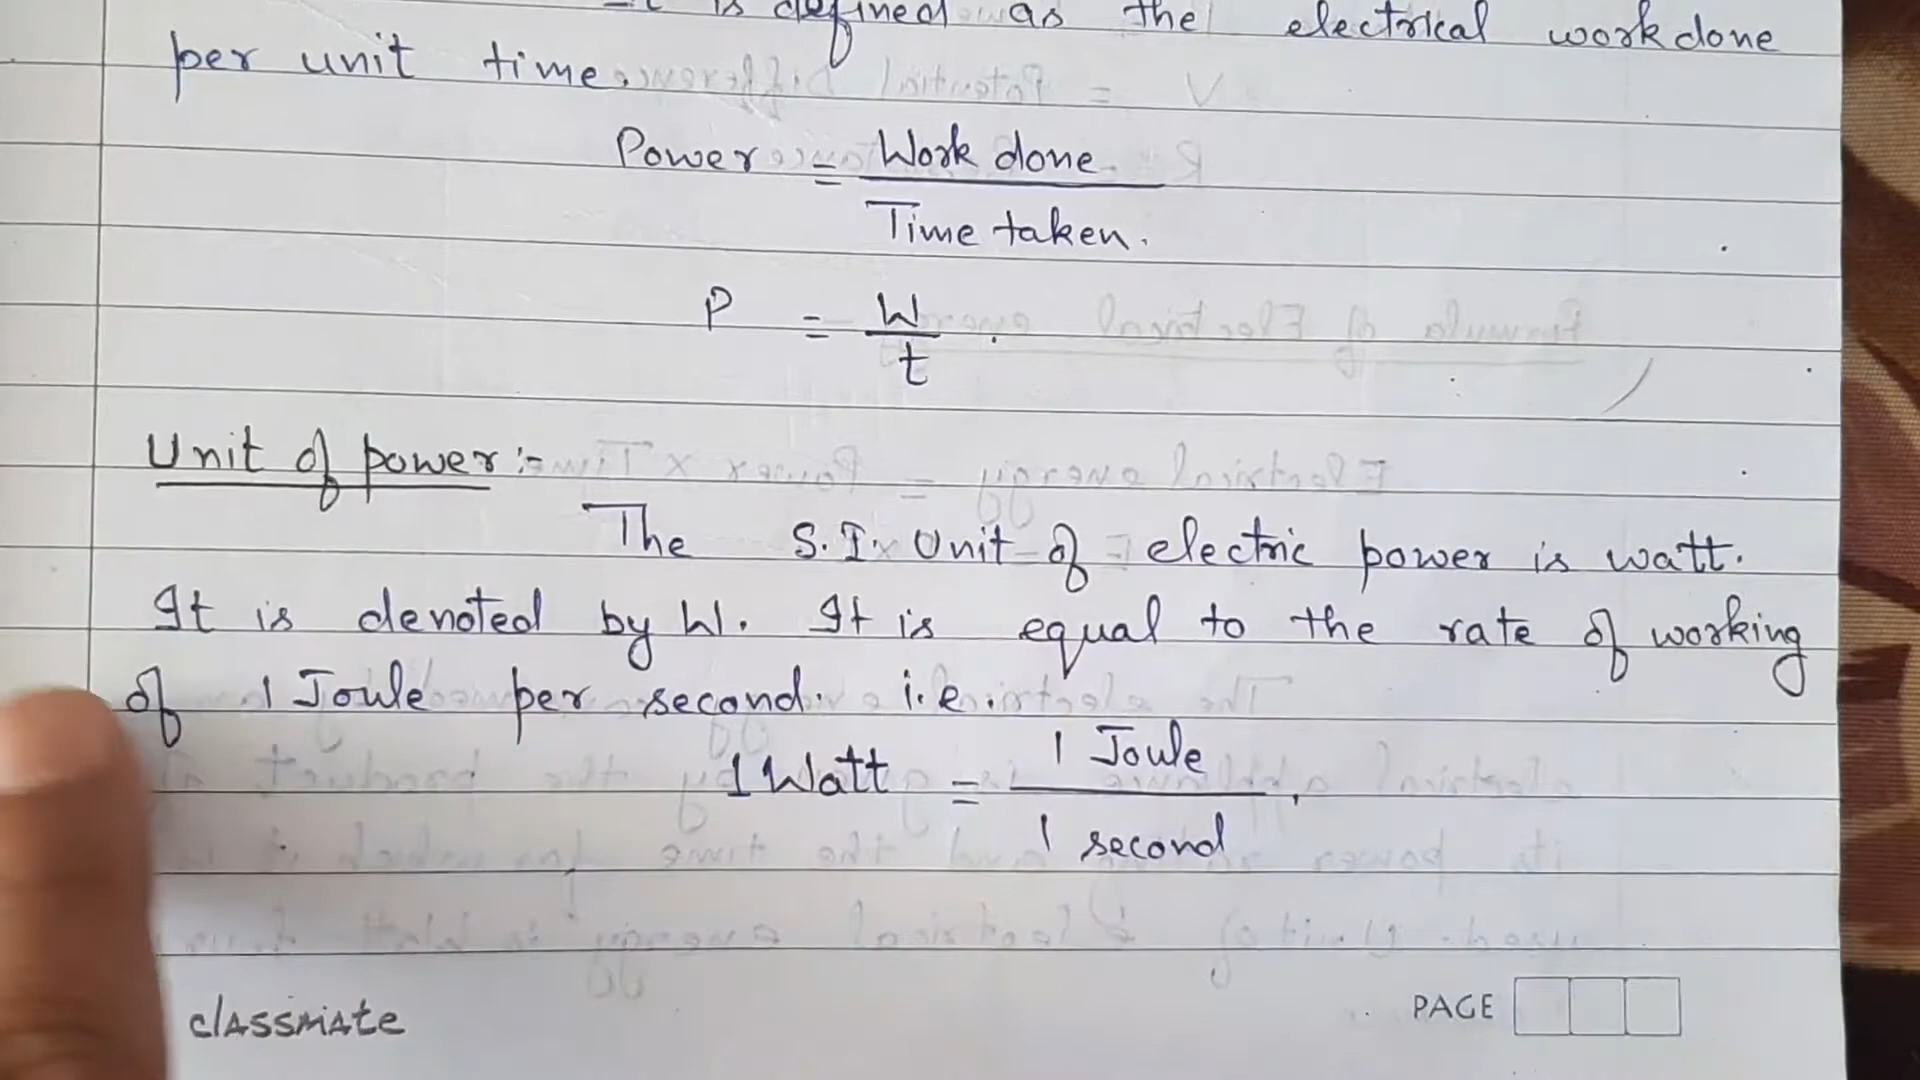 It is defined as the electrical work done
per unit time.
Power = Work done
Time taken.
P = W
t
Unit of power :-
The S.I. Unit of electric power is watt.
It is denoted by W. It is equal to the rate of working
of 1 Joule per second. i.e.
1 Watt = 1 Joule
1 second
classmate
PAGE